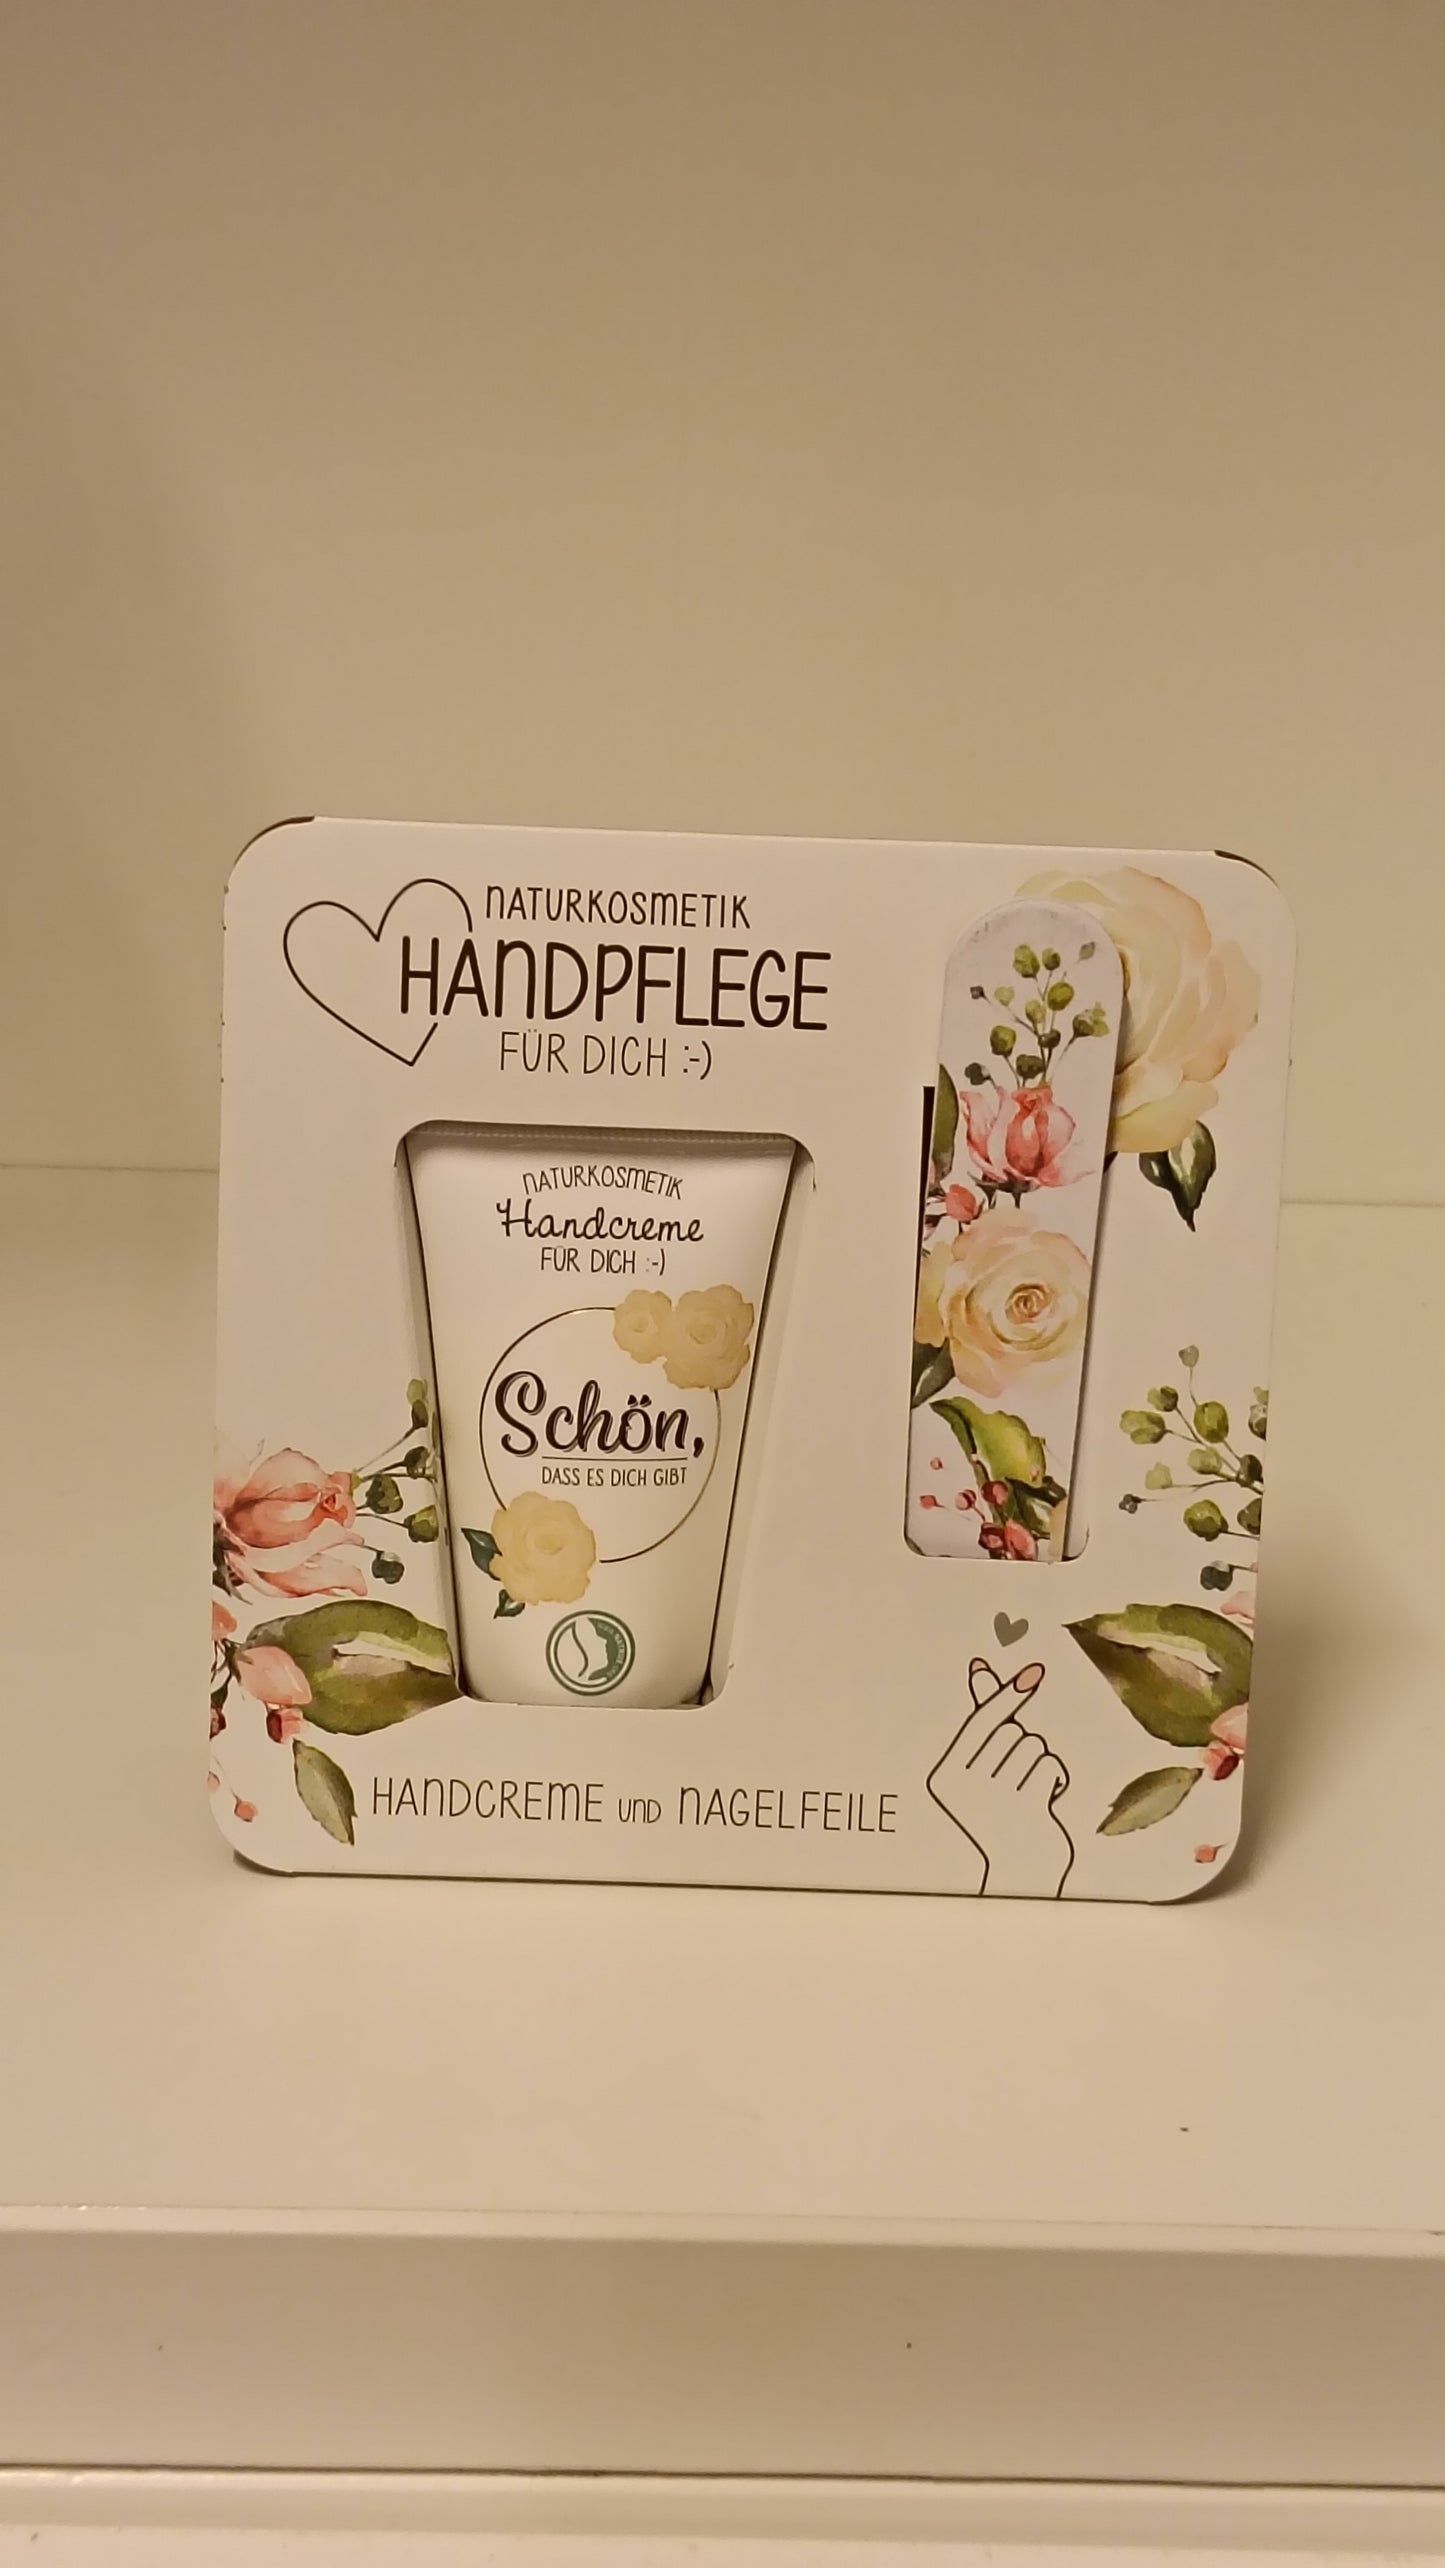 NATURKOSMETIK
HANDPFLEGE
FÜR DICH :-)
NATURKOSMETIK
Handcreme
FÜR DICH :-)
Schön,
DASS ES DICH GIBT
HANDCREME UND NAGELFEILE